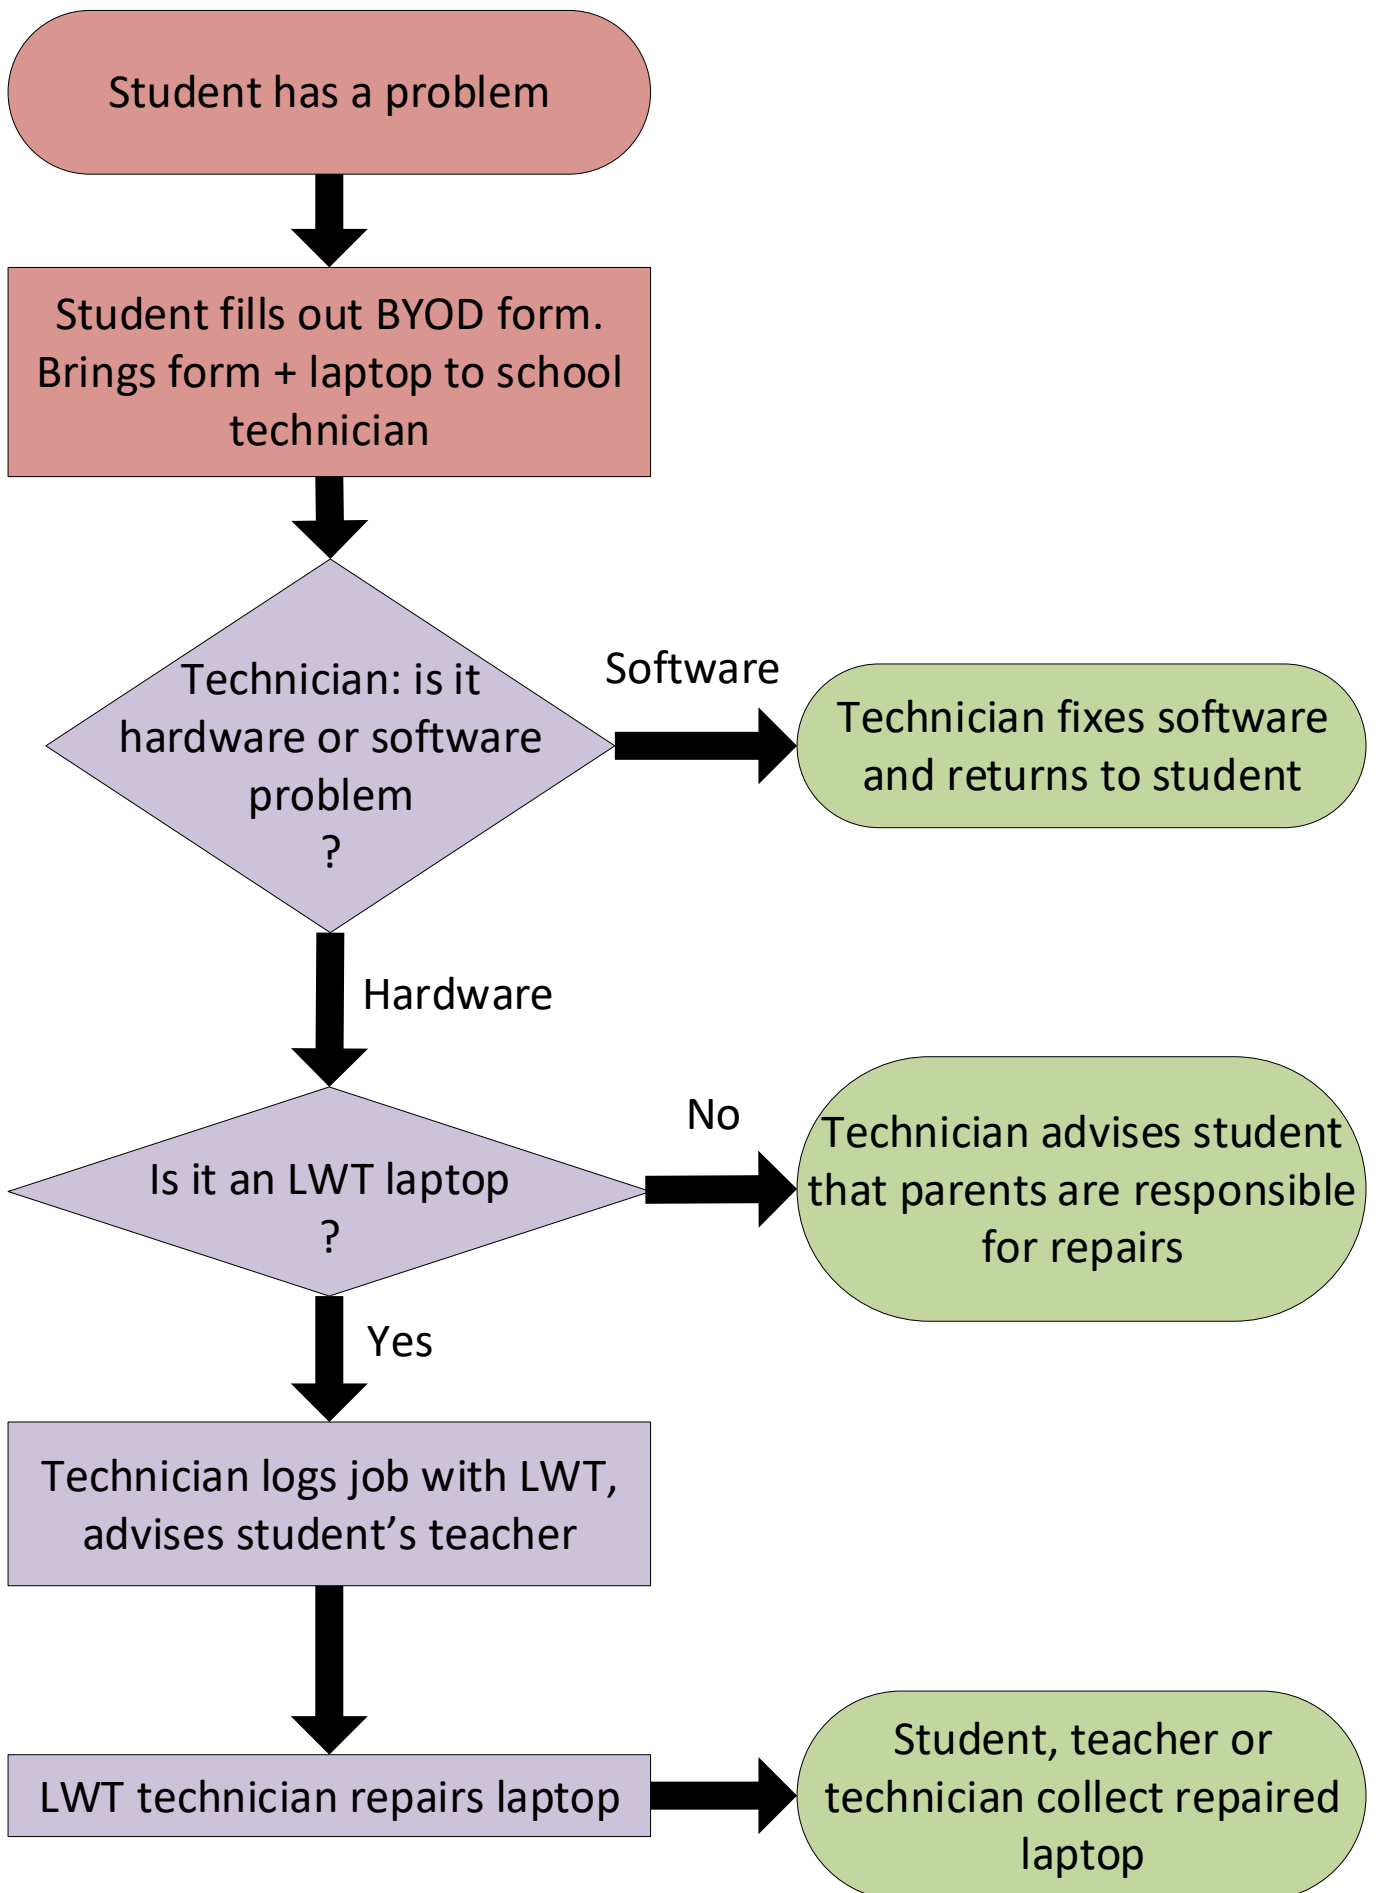 Student has a problem
Student fills out BYOD form.
Brings form + laptop to school
technician
Technician: is it
hardware or software
problem
?
Software
Technician fixes software
and returns to student
Hardware
Is it an LWT laptop
?
No
Technician advises student
that parents are responsible
for repairs
Yes
Technician logs job with LWT,
advises student’s teacher
LWT technician repairs laptop
Student, teacher or
technician collect repaired
laptop